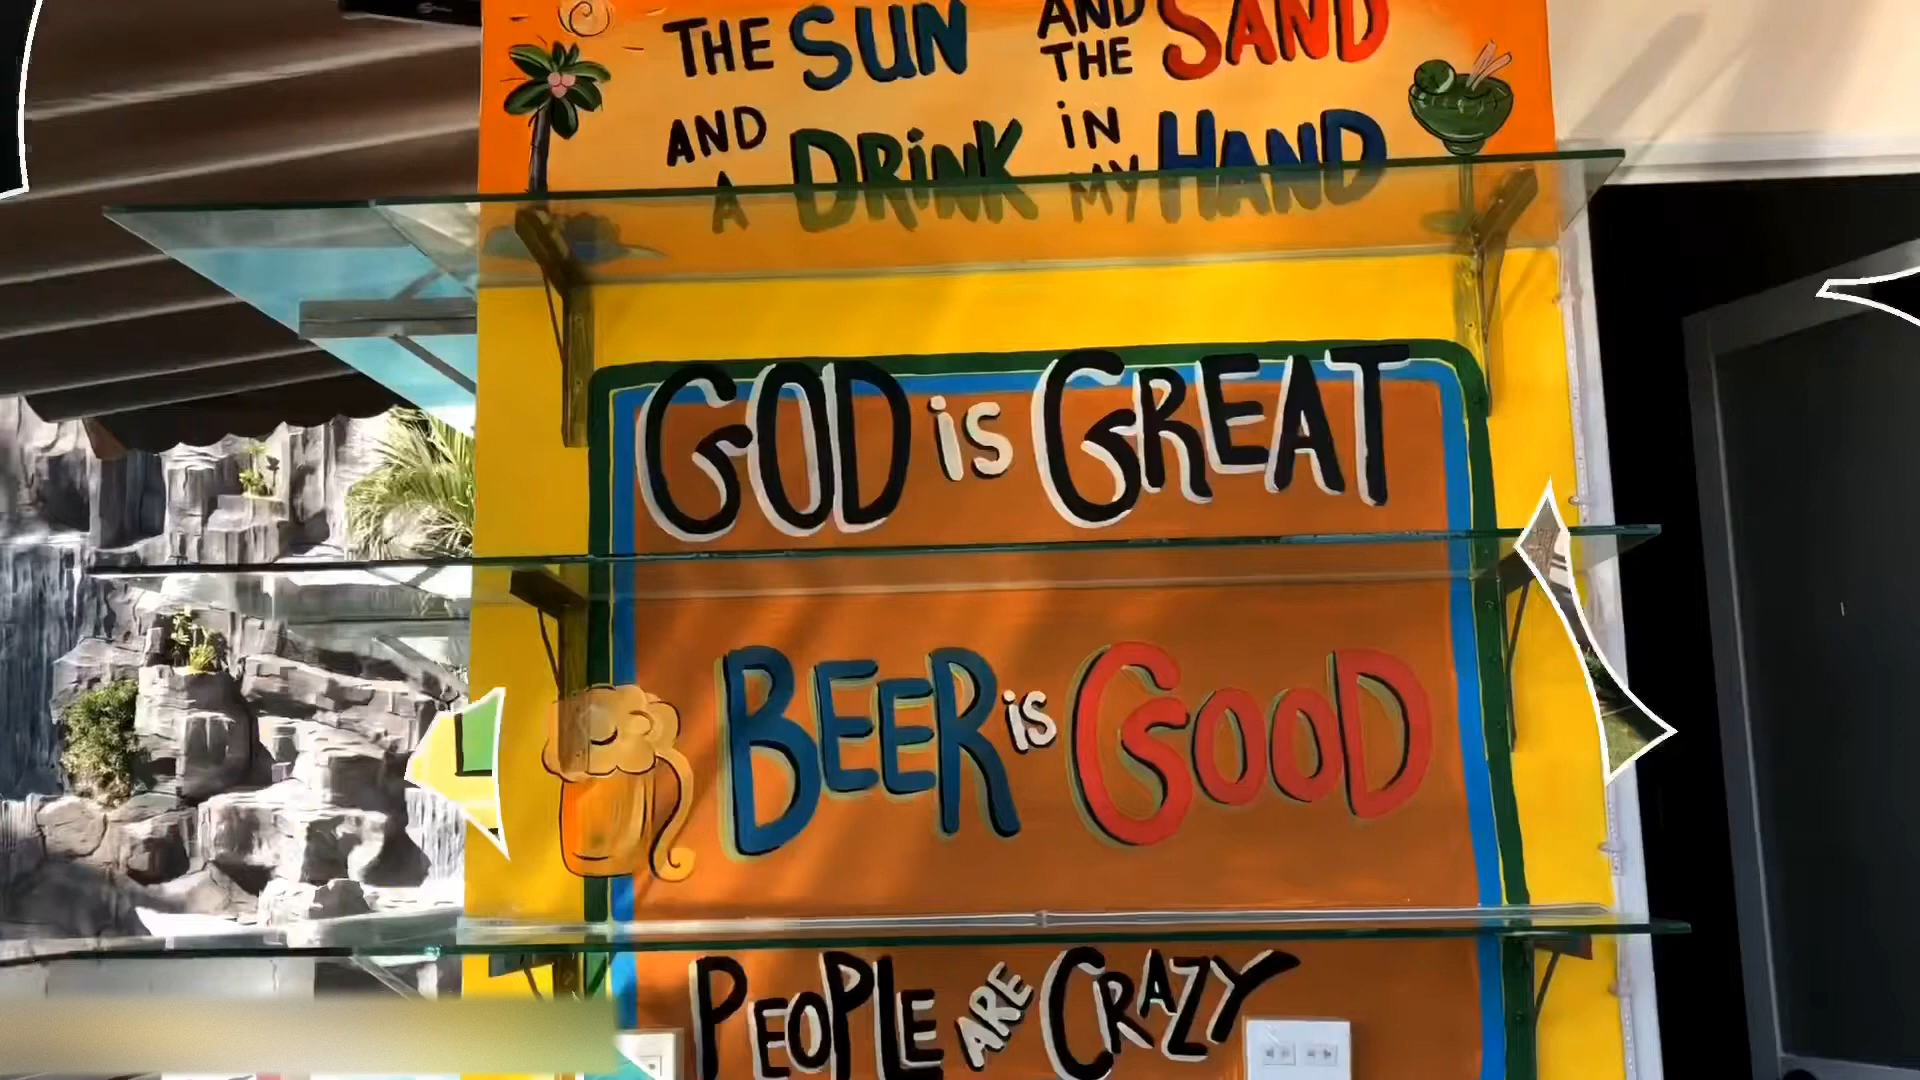 THE SUN AND THE SAND
AND A DRiNK iN MY HAND
GOD iS GREAT
BEER iS GOOD
PEOPLE ARE CRAZY